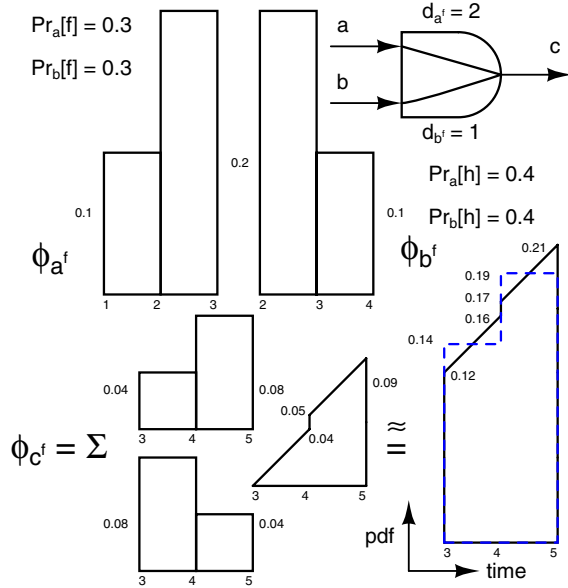 Pr_a[f] = 0.3
Pr_b[f] = 0.3
d_a^f = 2
a
c
b
d_b^f = 1
0.1
0.2
0.1
Pr_a[h] = 0.4
Pr_b[h] = 0.4
ϕ_a^f
ϕ_b^f
1 2 3
2 3 4
0.21
0.19
0.17
0.16
0.14
0.12
0.04
0.08
3 4 5
0.09
0.05
0.04
3 4 5
ϕ_c^f = Σ
≈
=
0.08
0.04
3 4 5
pdf
time
3 4 5